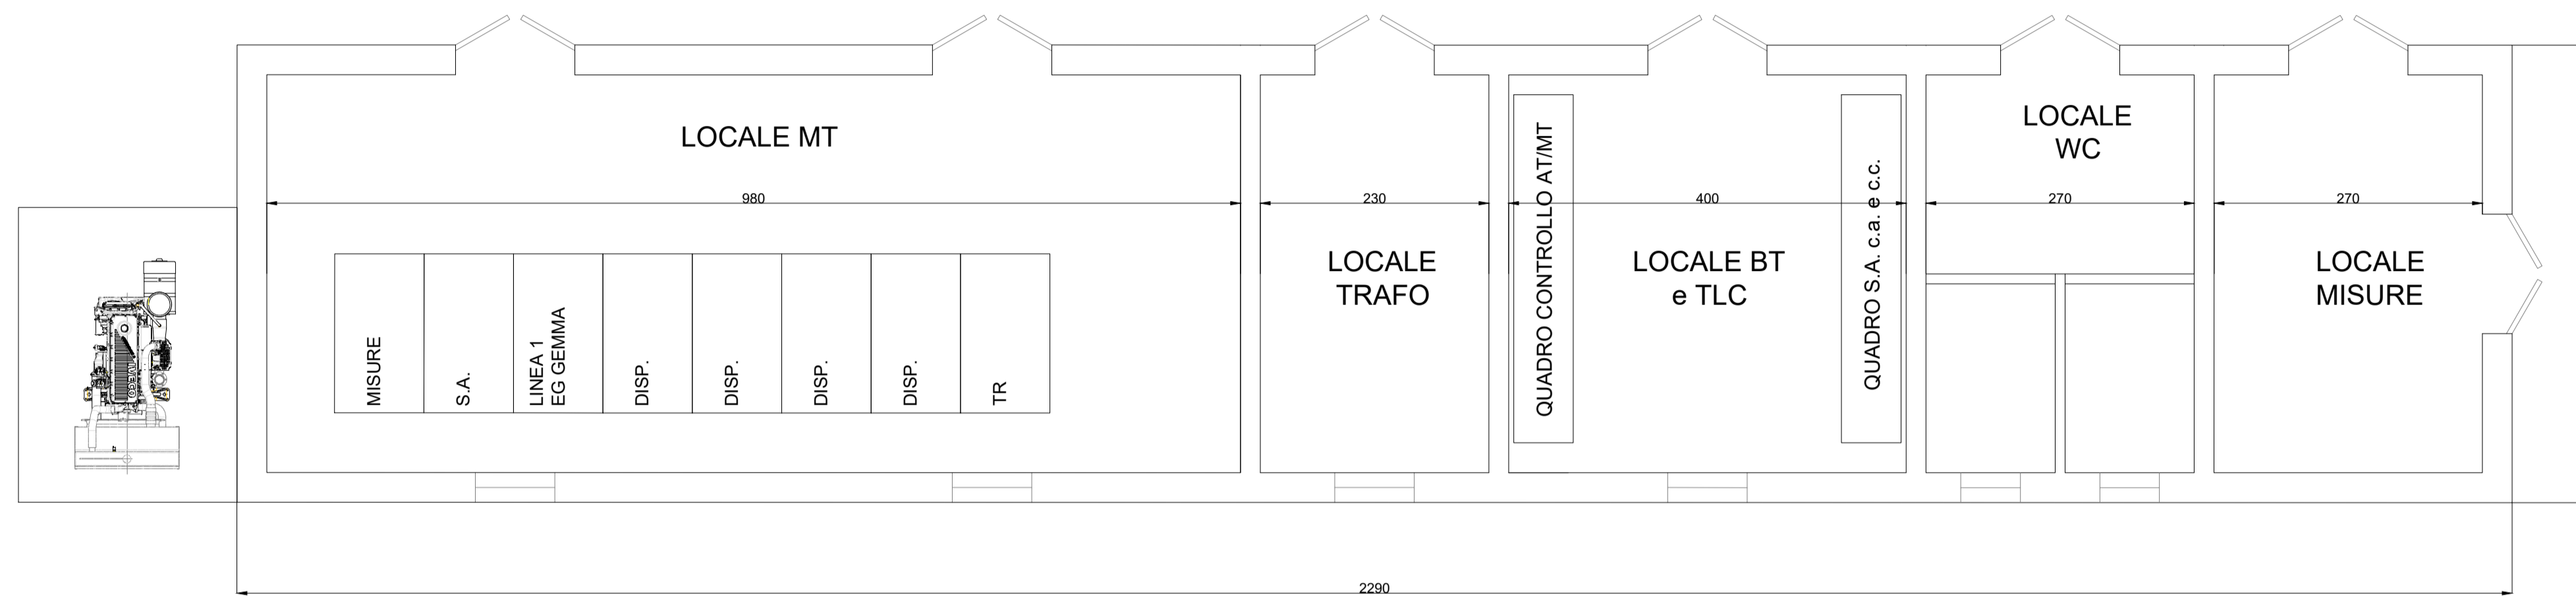 LOCALE MT
980
MISURE
S.A.
LINEA 1
EG GEMMA
DISP.
DISP.
DISP.
DISP.
TR
230
LOCALE
TRAFO
QUADRO CONTROLLO AT/MT
400
LOCALE BT
e TLC
QUADRO S.A. c.a. e c.c.
LOCALE
WC
270
270
LOCALE
MISURE
2290